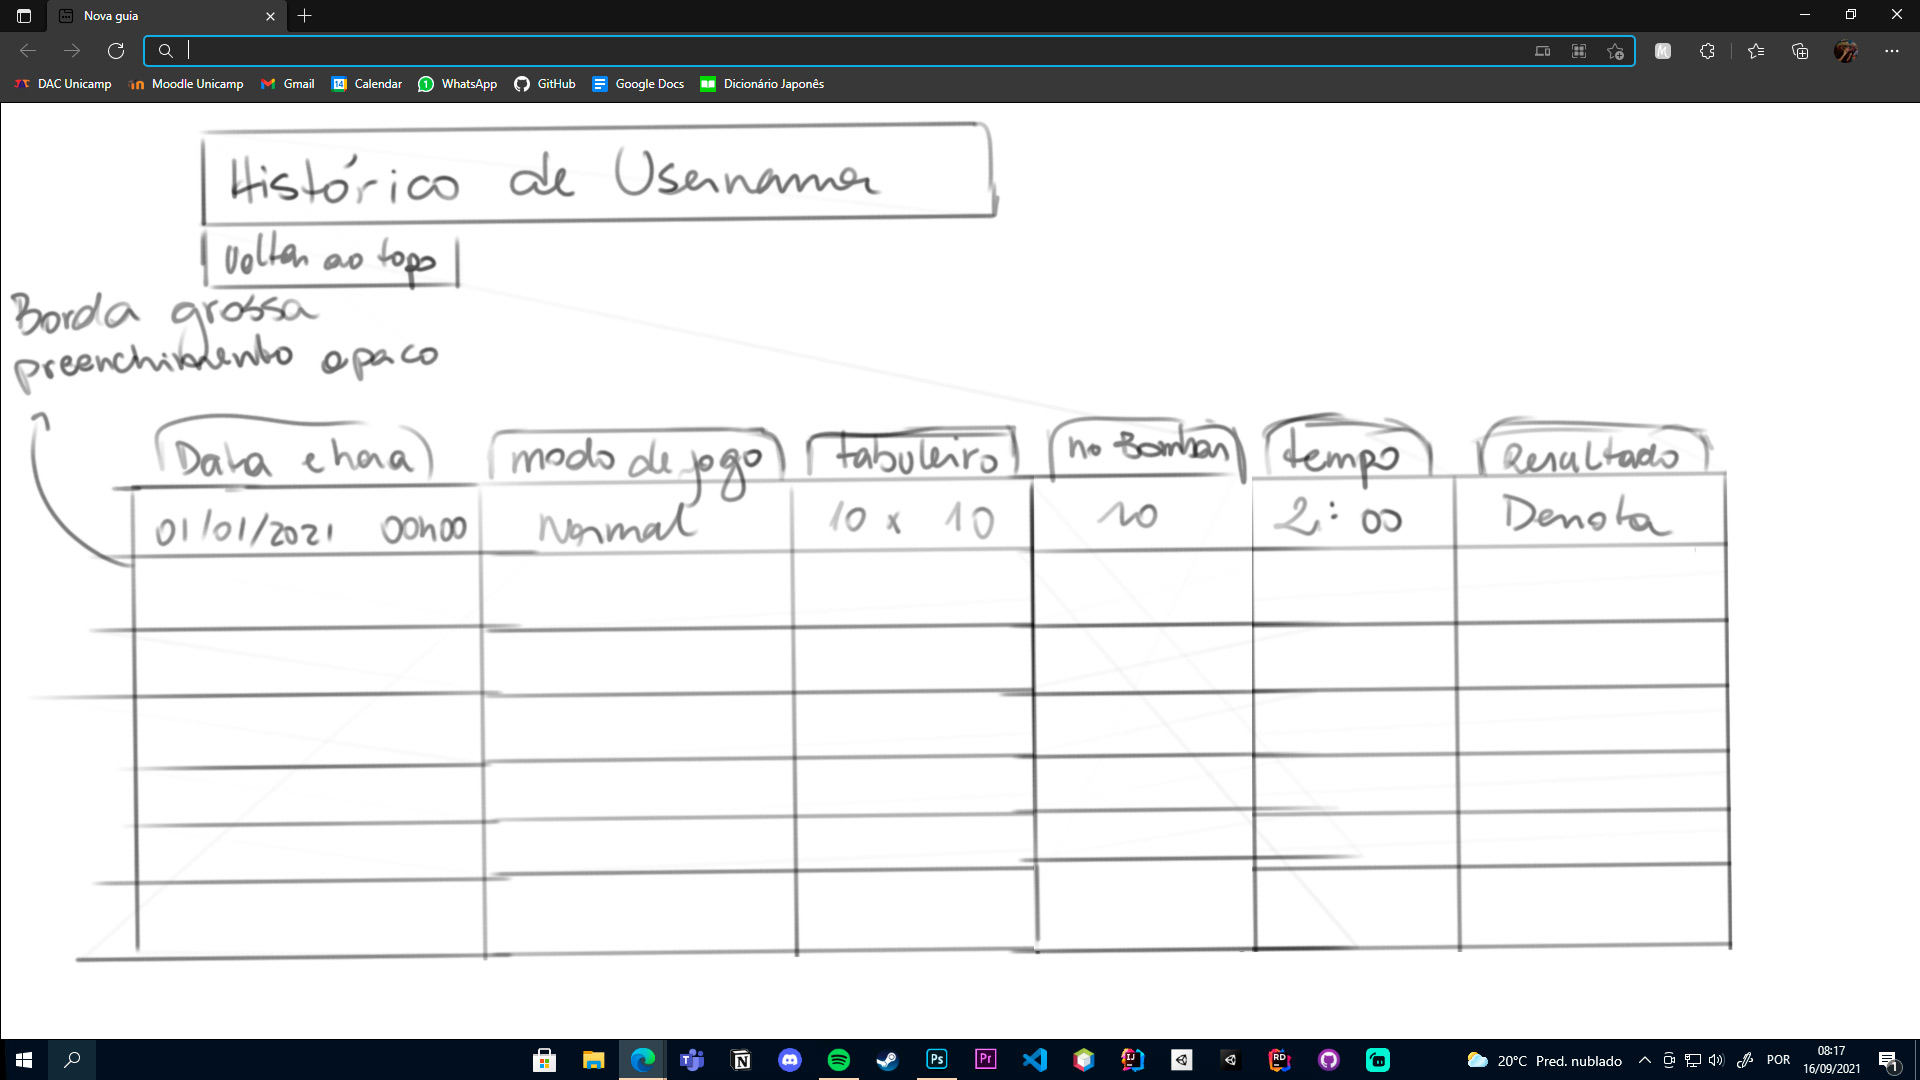 Nova guia
DAC Unicamp Moodle Unicamp Gmail Calendar WhatsApp GitHub Google Docs Dicionário Japonês
Histórico de Username
Voltar ao topo
Borda grossa
preenchimento opaco
Data e hora modo de jogo tabuleiro no Bombas tempo Resultado
01/01/2021 00h00 Normal 10 x 10 10 2:00 Derrota
20°C Pred. nublado POR 08:17
16/09/2021